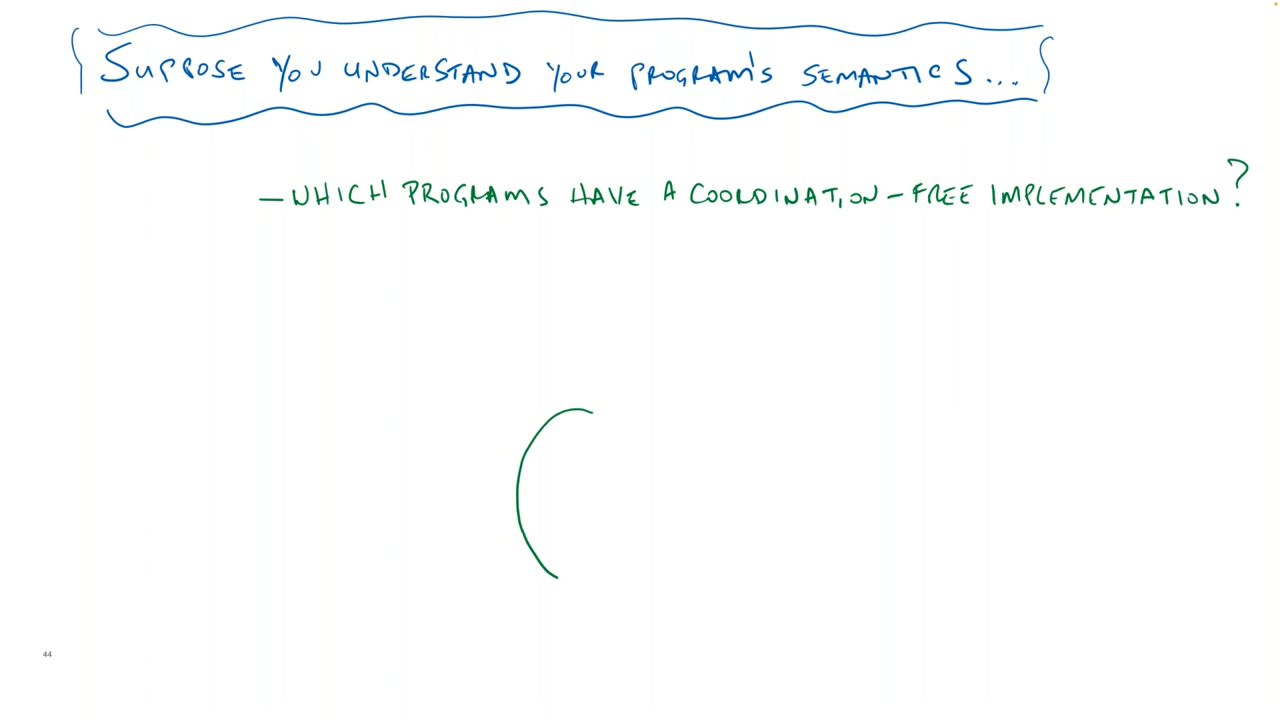 SUPPOSE YOU UNDERSTAND YOUR PROGRAM'S SEMANTICS...
– WHICH PROGRAMS HAVE A COORDINATION-FREE IMPLEMENTATION?
44